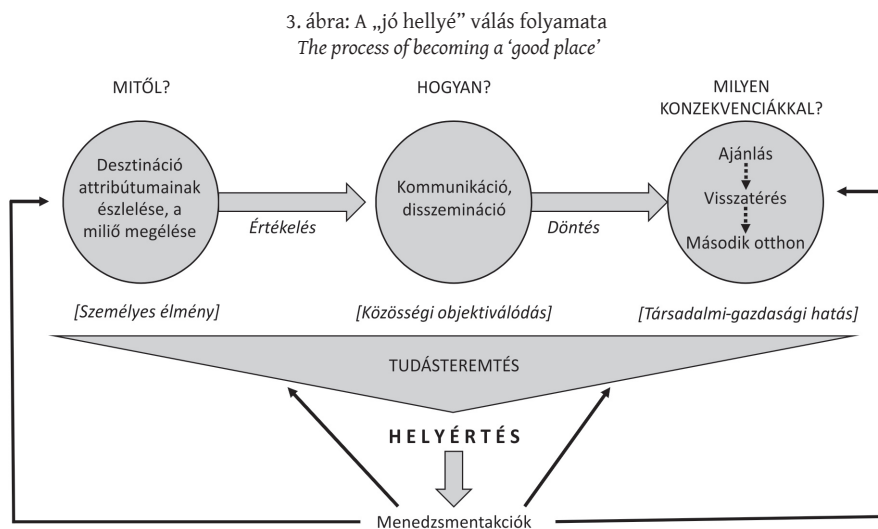 3. ábra: A „jó hellyé” válás folyamata
The process of becoming a ‘good place’
MITŐL?
HOGYAN?
MILYEN
KONZEKVENCIÁKKAL?
Desztináció
attribútumainak
észlelése, a
miliő megélése
Értékelés
Kommunikáció,
disszemináció
Döntés
Ajánlás
Visszatérés
Második otthon
[Személyes élmény]
[Közösségi objektiválódás]
[Társadalmi-gazdasági hatás]
TUDÁSTEREMTÉS
HELYÉRTÉS
Menedzsmentakciók